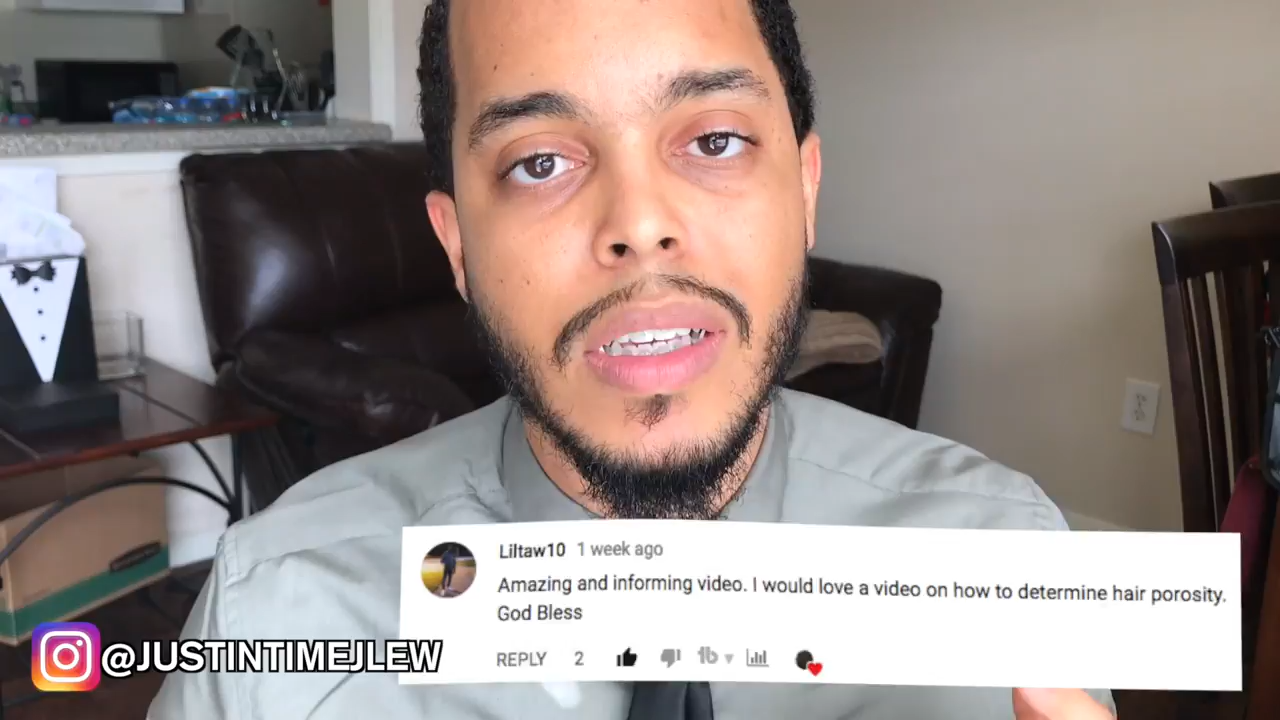 Liltaw10 1 week ago
Amazing and informing video. I would love a video on how to determine hair porosity.
God Bless
REPLY 2
@JUSTINTIMEJLEW